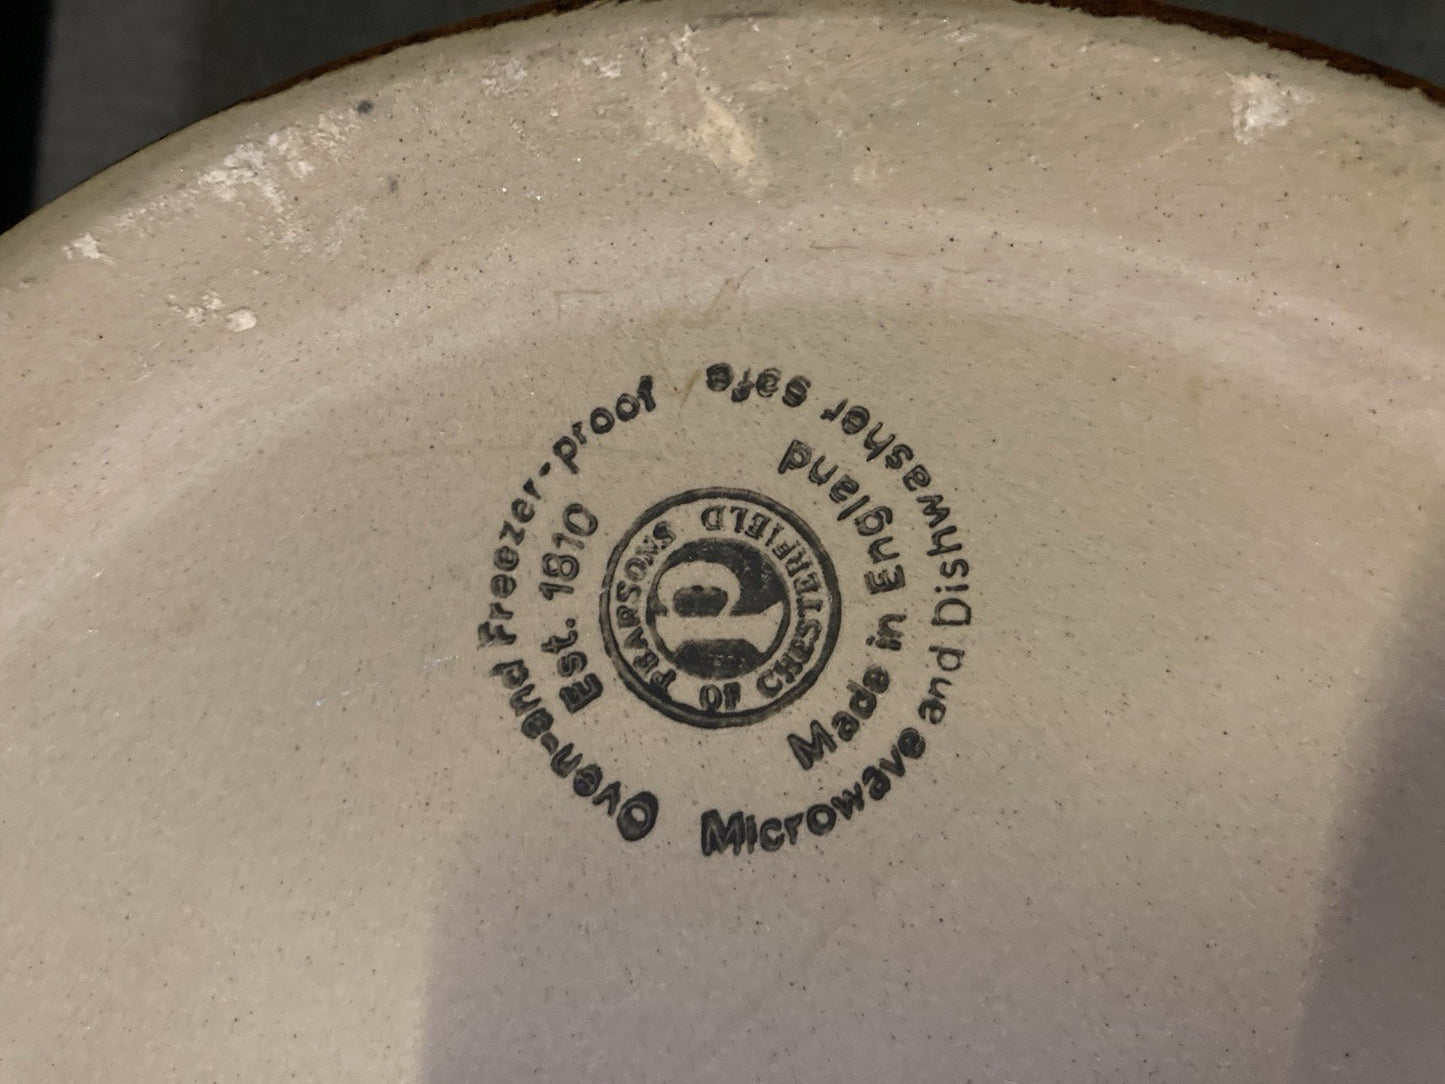 Oven-and Freezer-proof
Microwave and Dishwasher safe
Est. 1810
Made in England
PEARSONS
OF CHESTERFIELD
P